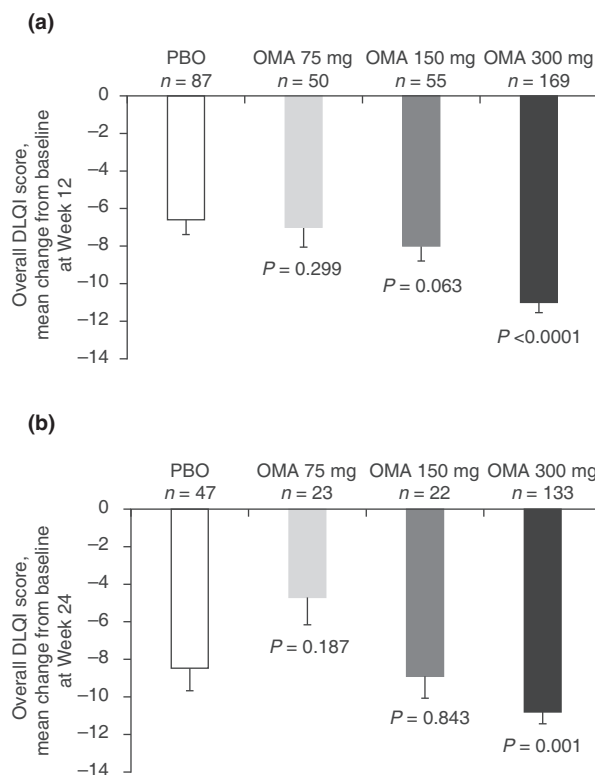 (a)
PBO OMA 75 mg OMA 150 mg OMA 300 mg
n = 87 n = 50 n = 55 n = 169
0
−2
−4
−6
−8
−10
−12
−14
Overall DLQI score,
mean change from baseline
at Week 12
P = 0.299
P = 0.063
P <0.0001
(b)
PBO OMA 75 mg OMA 150 mg OMA 300 mg
n = 47 n = 23 n = 22 n = 133
0
−2
−4
−6
−8
−10
−12
−14
Overall DLQI score,
mean change from baseline
at Week 24
P = 0.187
P = 0.843
P = 0.001